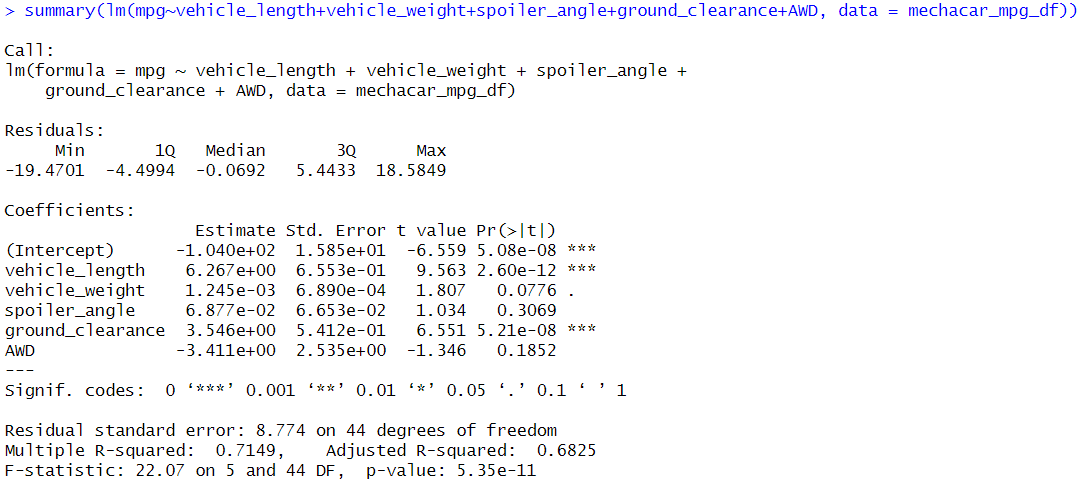 > summary(lm(mpg~vehicle_length+vehicle_weight+spoiler_angle+ground_clearance+AWD, data = mechacar_mpg_df))
Call:
lm(formula = mpg ~ vehicle_length + vehicle_weight + spoiler_angle +
    ground_clearance + AWD, data = mechacar_mpg_df)
Residuals:
     Min       1Q   Median       3Q      Max
-19.4701  -4.4994  -0.0692   5.4433  18.5849
Coefficients:
                   Estimate Std. Error t value Pr(>|t|)
(Intercept)      -1.040e+02  1.585e+01  -6.559 5.08e-08 ***
vehicle_length    6.267e+00  6.553e-01   9.563 2.60e-12 ***
vehicle_weight    1.245e-03  6.890e-04   1.807   0.0776 .
spoiler_angle     6.877e-02  6.653e-02   1.034   0.3069
ground_clearance  3.546e+00  5.412e-01   6.551 5.21e-08 ***
AWD              -3.411e+00  2.535e+00  -1.346   0.1852
---
Signif. codes:  0 ‘***’ 0.001 ‘**’ 0.01 ‘*’ 0.05 ‘.’ 0.1 ‘ ’ 1
Residual standard error: 8.774 on 44 degrees of freedom
Multiple R-squared:  0.7149,    Adjusted R-squared:  0.6825
F-statistic: 22.07 on 5 and 44 DF,  p-value: 5.35e-11